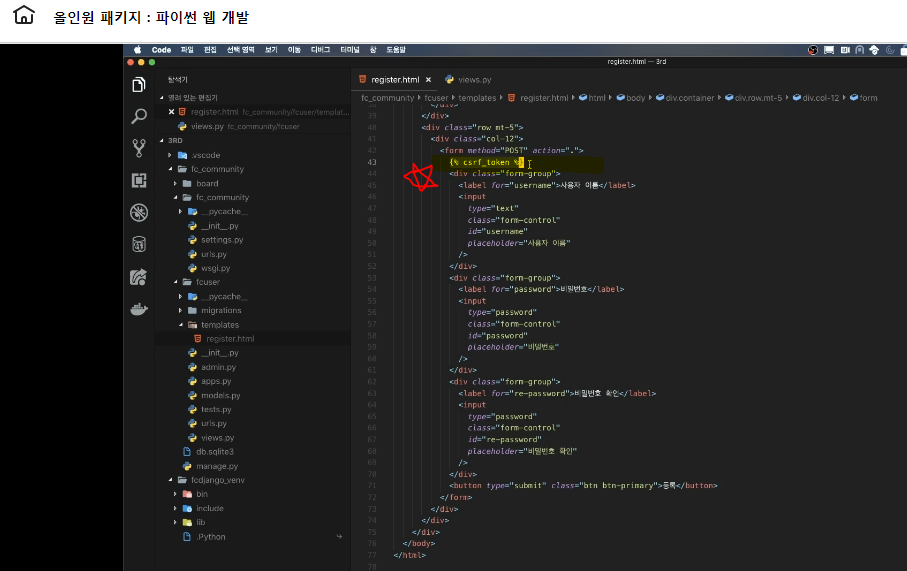 올인원 패키지 : 파이썬 웹 개발
Code 파일 편집 선택 영역 보기 이동 디버그 터미널 창 도움말
register.html — 3rd
탐색기
register.html × views.py
열려 있는 편집기
fc_community › fcuser › templates › register.html › html › body › div.container › div.row.mt-5 › div.col-12 › form
× register.html fc_community/fcuser/templat...
views.py fc_community/fcuser
3RD
.vscode
fc_community
board
fc_community
__pycache__
__init__.py
settings.py
urls.py
wsgi.py
fcuser
__pycache__
migrations
templates
register.html
__init__.py
admin.py
apps.py
models.py
tests.py
urls.py
views.py
db.sqlite3
manage.py
fcdjango_venv
bin
include
lib
.Python
38 </div>
39 </div>
40 <div class="row mt-5">
41 <div class="col-12">
42 <form method="POST" action=".">
43 {% csrf_token %}
44 <div class="form-group">
45 <label for="username">사용자 이름</label>
46 <input
47 type="text"
48 class="form-control"
49 id="username"
50 placeholder="사용자 이름"
51 />
52 </div>
53 <div class="form-group">
54 <label for="password">비밀번호</label>
55 <input
56 type="password"
57 class="form-control"
58 id="password"
59 placeholder="비밀번호"
60 />
61 </div>
62 <div class="form-group">
63 <label for="re-password">비밀번호 확인</label>
64 <input
65 type="password"
66 class="form-control"
67 id="re-password"
68 placeholder="비밀번호 확인"
69 />
70 </div>
71 <button type="submit" class="btn btn-primary">등록</button>
72 </form>
73 </div>
74 </div>
75 </div>
76 </body>
77 </html>
78